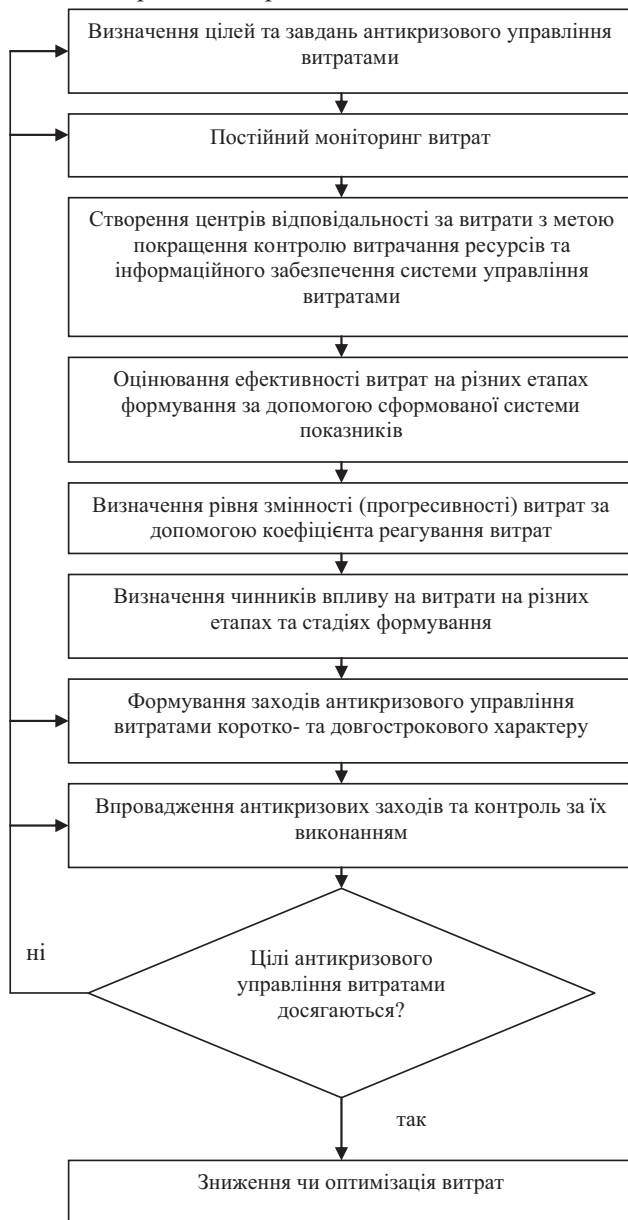 Визначення цілей та завдань антикризового управління
витратами
Постійний моніторинг витрат
Створення центрів відповідальності за витрати з метою
покращення контролю витрачання ресурсів та
інформаційного забезпечення системи управління
витратами
Оцінювання ефективності витрат на різних етапах
формування за допомогою сформованої системи
показників
Визначення рівня змінності (прогресивності) витрат за
допомогою коефіцієнта реагування витрат
Визначення чинників впливу на витрати на різних
етапах та стадіях формування
Формування заходів антикризового управління
витратами коротко- та довгострокового характеру
Впровадження антикризових заходів та контроль за їх
виконанням
ні
Цілі антикризового
управління витратами
досягаються?
так
Зниження чи оптимізація витрат